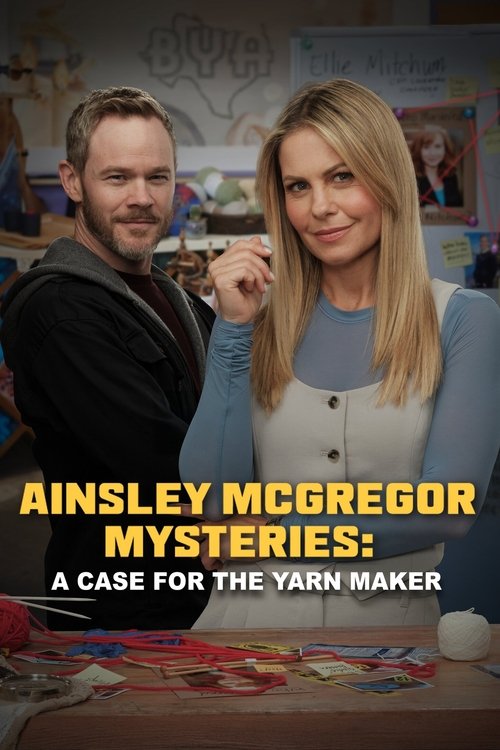 BYA
Ellie Mitchum
AINSLEY MCGREGOR
MYSTERIES:
A CASE FOR THE YARN MAKER